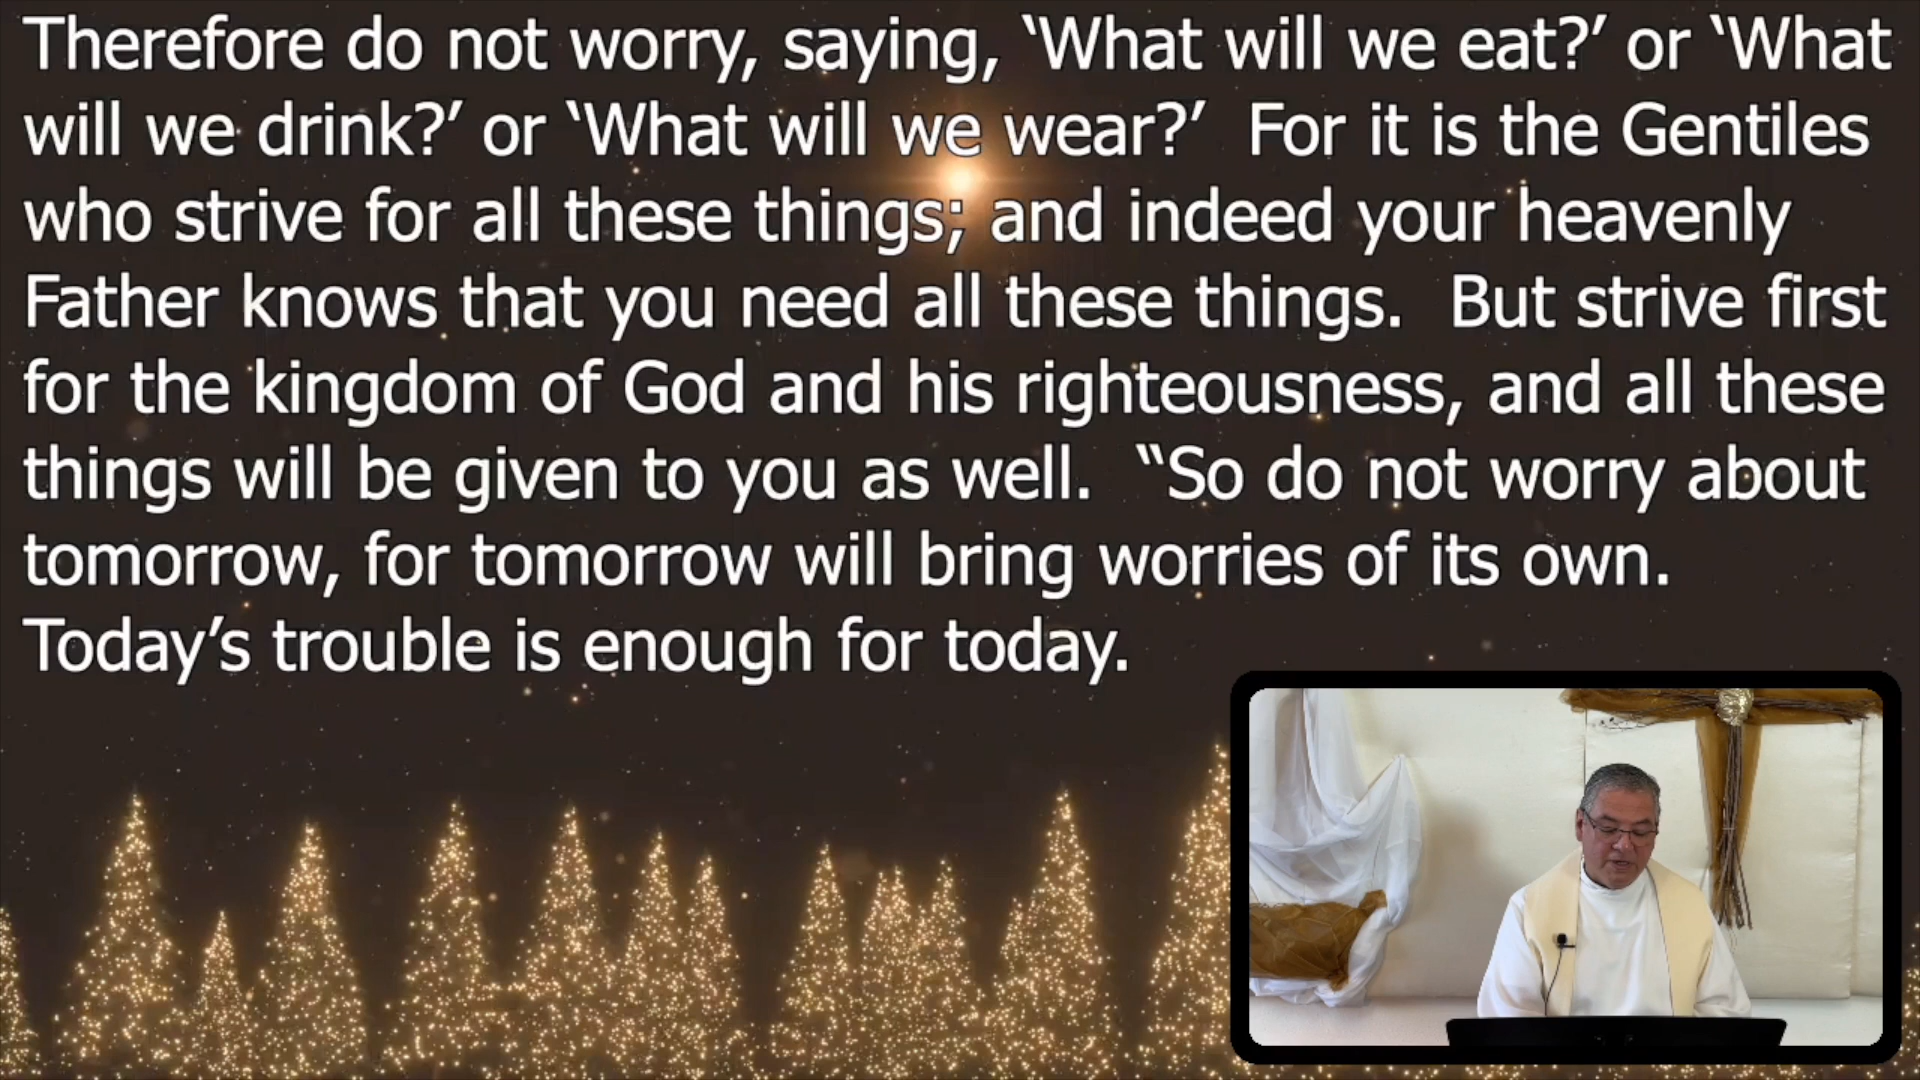 Therefore do not worry, saying, ‘What will we eat?’ or ‘What
will we drink?’ or ‘What will we wear?’  For it is the Gentiles
who strive for all these things; and indeed your heavenly
Father knows that you need all these things.  But strive first
for the kingdom of God and his righteousness, and all these
things will be given to you as well.  “So do not worry about
tomorrow, for tomorrow will bring worries of its own.
Today’s trouble is enough for today.